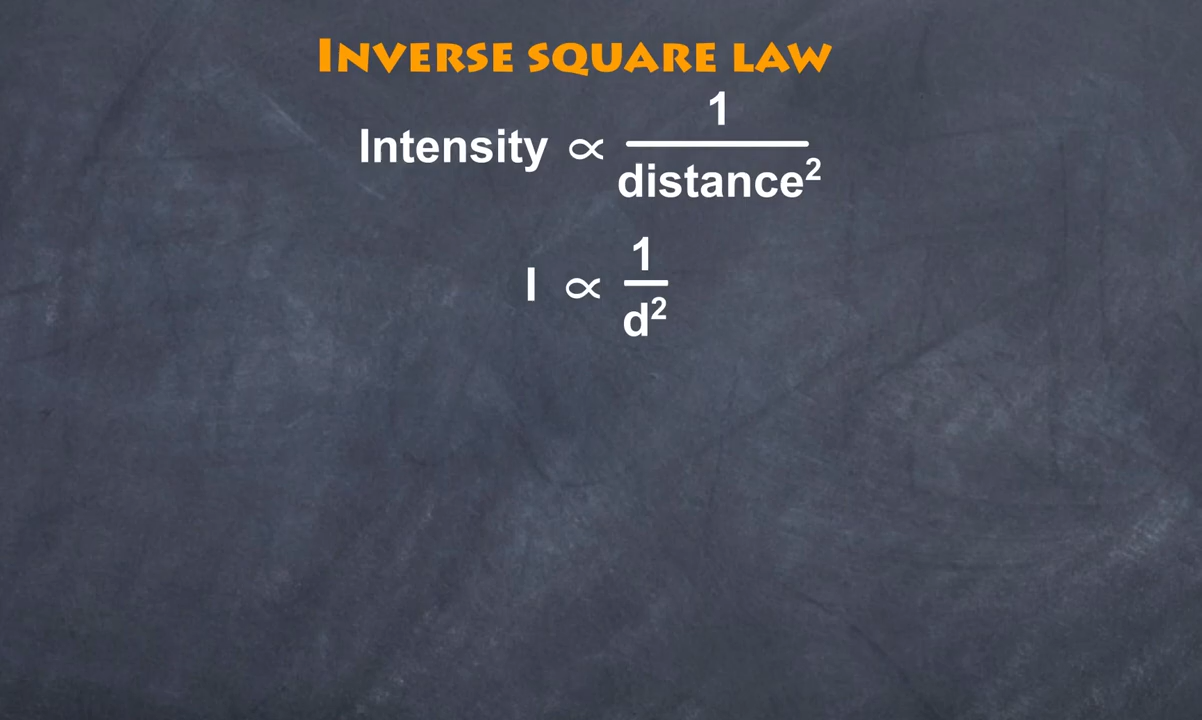 Inverse square law
Intensity ∝ 1/distance²
I ∝ 1/d²